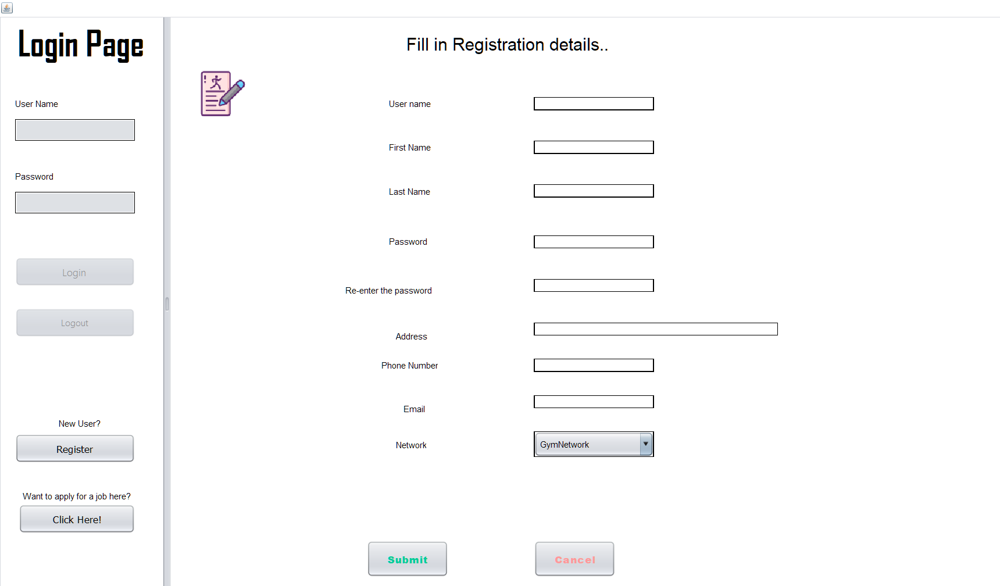 Login Page
User Name
Password
Login
Logout
New User?
Register
Want to apply for a job here?
Click Here!
Fill in Registration details..
User name
First Name
Last Name
Password
Re-enter the password
Address
Phone Number
Email
Network
GymNetwork
Submit
Cancel